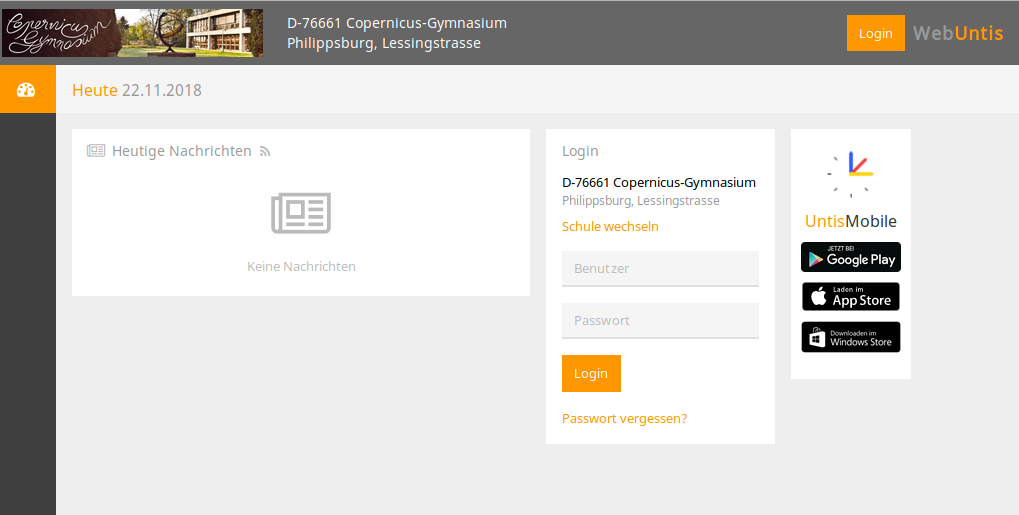 Copernicus
Gymnasium
D-76661 Copernicus-Gymnasium
Philippsburg, Lessingstrasse
Login
WebUntis
Heute 22.11.2018
Heutige Nachrichten
Keine Nachrichten
Login
D-76661 Copernicus-Gymnasium
Philippsburg, Lessingstrasse
Schule wechseln
Benutzer
Passwort
Login
Passwort vergessen?
UntisMobile
JETZT BEI
Google Play
Laden im
App Store
Downloaden im
Windows Store